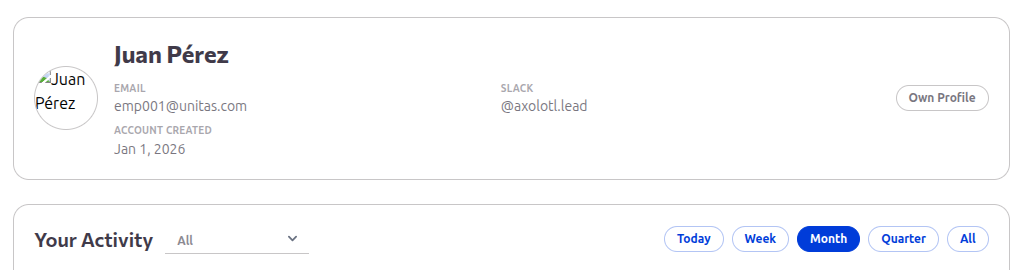 Juan Pérez
Juan
Pérez
EMAIL
emp001@unitas.com
SLACK
@axolotl.lead
Own Profile
ACCOUNT CREATED
Jan 1, 2026
Your Activity
All
Today
Week
Month
Quarter
All